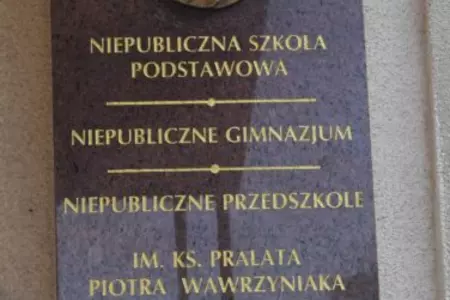 NIEPUBLICZNA SZKOŁA
PODSTAWOWA
NIEPUBLICZNE GIMNAZJUM
NIEPUBLICZNE PRZEDSZKOLE
IM. KS. PRAŁATA
PIOTRA WAWRZYNIAKA